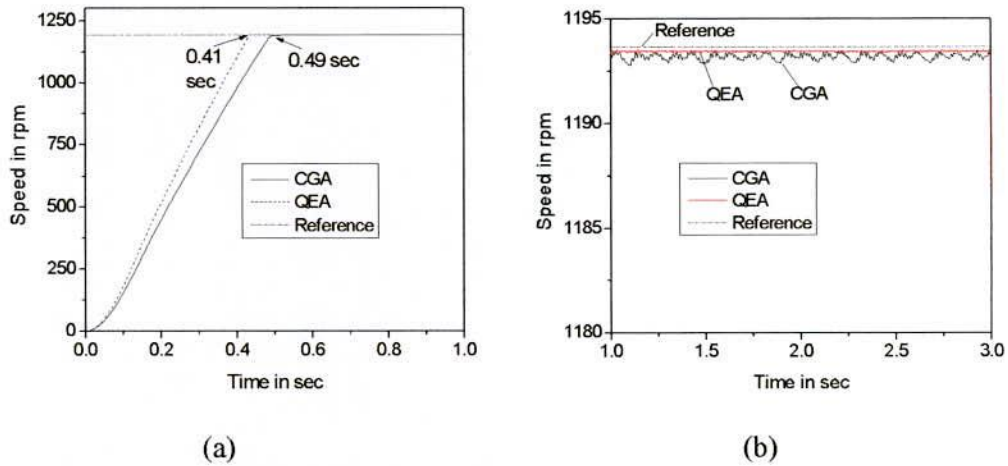 1250
1000
750
500
250
0
Speed in rpm
0.41
sec
0.49 sec
CGA
QEA
Reference
0.0
0.2
0.4
0.6
0.8
1.0
Time in sec
(a)
1195
1190
1185
1180
Speed in rpm
Reference
QEA
CGA
CGA
QEA
Reference
1.0
1.5
2.0
2.5
3.0
Time in sec
(b)